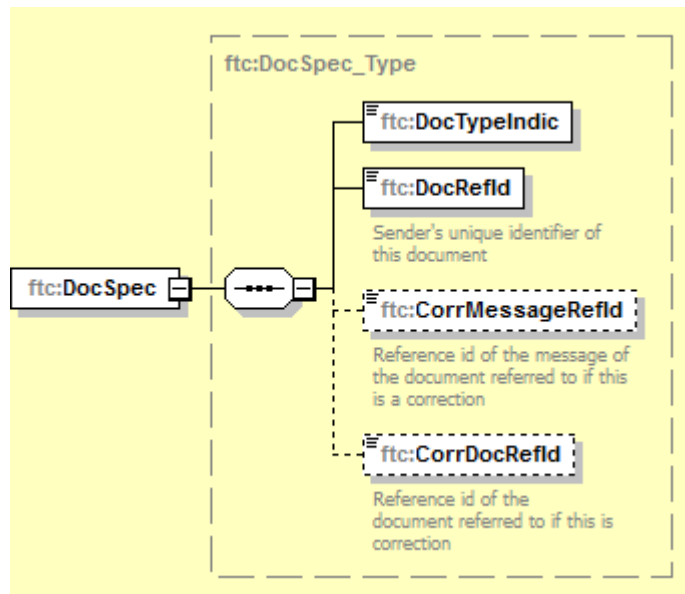 ftc:DocSpec_Type
ftc:DocTypeIndic
ftc:DocRefId
Sender's unique identifier of
this document
ftc:DocSpec
ftc:CorrMessageRefId
Reference id of the message of
the document referred to if this
is a correction
ftc:CorrDocRefId
Reference id of the
document referred to if this is
correction